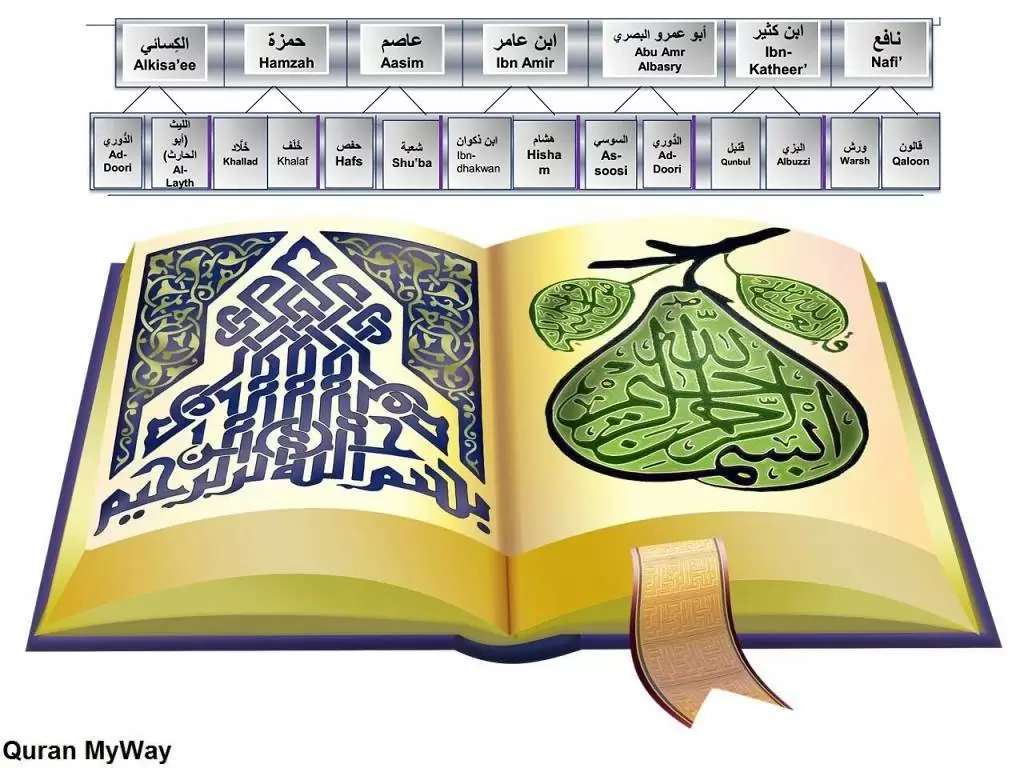 الكِسائي
Alkisa’ee
حمزة
Hamzah
عاصم
Aasim
ابن عامر
Ibn Amir
أبو عمرو البصري
Abu Amr
Albasry
ابن كثير
Ibn-
Katheer’
نافع
Nafi’
الدُّوري
Ad-
Doori
الليث
(أبو
الحارث)
Al-
Layth
خلَّاد
Khallad
خَلَف
Khalaf
حفص
Hafs
شعبة
Shu’ba
ابن ذكوان
Ibn-
dhakwan
هشام
Hisha
m
السوسي
As-
soosi
الدُّوري
Ad-
Doori
قنبل
Qunbul
البزي
Albuzzi
ورش
Warsh
قالون
Qaloon
بسم الله الرحمن الرحيم
بسم الله الرحمن الرحيم
Quran MyWay